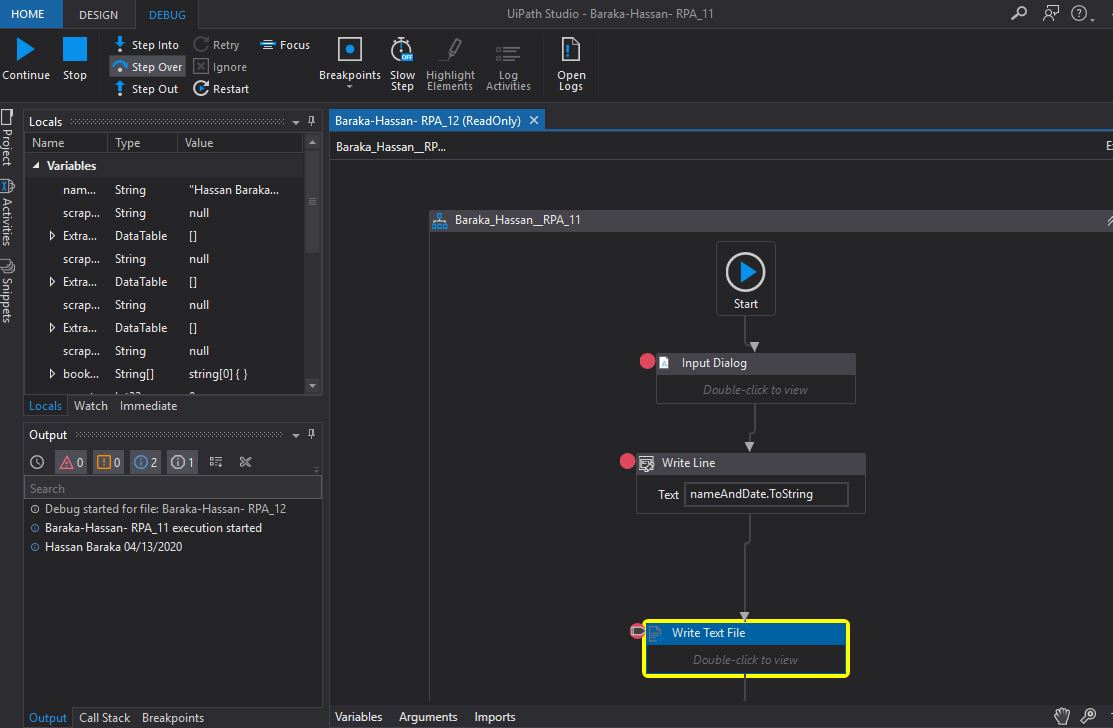 HOME DESIGN DEBUG UiPath Studio - Baraka-Hassan- RPA_11
Continue Stop
Step Into
Step Over
Step Out
Retry
Ignore
Restart
Focus
Breakpoints
Slow Step
Highlight Elements
Log Activities
Open Logs
Project
Activities
Snippets
Locals
Name Type Value
Variables
nam... String "Hassan Baraka...
scrap... String null
Extra... DataTable []
scrap... String null
Extra... DataTable []
scrap... String null
Extra... DataTable []
scrap... String null
book... String[] string[0] { }
Locals Watch Immediate
Output
0 0 2 1
Search
Debug started for file: Baraka-Hassan- RPA_12
Baraka-Hassan- RPA_11 execution started
Hassan Baraka 04/13/2020
Output Call Stack Breakpoints
Baraka-Hassan- RPA_12 (ReadOnly)
Baraka_Hassan__RP...
Baraka_Hassan__RPA_11
Start
Input Dialog
Double-click to view
Write Line
Text nameAndDate.ToString
Write Text File
Double-click to view
Variables Arguments Imports